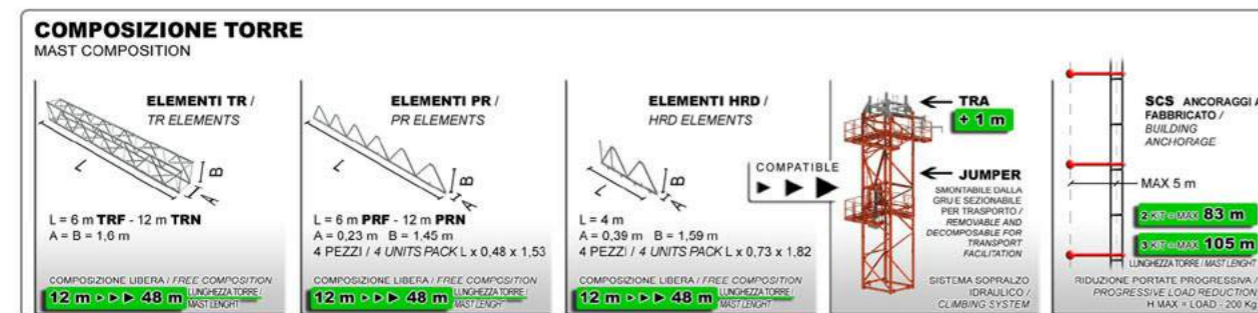 COMPOSIZIONE TORRE
MAST COMPOSITION
ELEMENTI TR /
TR ELEMENTS
L
B
A
L = 6 m TRF - 12 m TRN
A = B = 1,6 m
COMPOSIZIONE LIBERA / FREE COMPOSITION
12 m ▸ ▸ ▶ 48 m LUNGHEZZA TORRE /
MAST LENGHT
ELEMENTI PR /
PR ELEMENTS
L
B
A
L = 6 m PRF - 12 m PRN
A = 0,23 m B = 1,45 m
4 PEZZI / 4 UNITS PACK L x 0,48 x 1,53
COMPOSIZIONE LIBERA / FREE COMPOSITION
12 m ▸ ▸ ▶ 48 m LUNGHEZZA TORRE /
MAST LENGHT
ELEMENTI HRD /
HRD ELEMENTS
L
B
A
L = 4 m
A = 0,39 m B = 1,59 m
4 PEZZI / 4 UNITS PACK L x 0,73 x 1,82
COMPOSIZIONE LIBERA / FREE COMPOSITION
12 m ▸ ▸ ▶ 48 m LUNGHEZZA TORRE /
MAST LENGHT
COMPATIBLE
TRA
+ 1 m
JUMPER
SMONTABILE DALLA
GRU E SEZIONABILE
PER TRASPORTO /
REMOVABLE AND
DECOMPOSABLE FOR
TRANSPORT
FACILITATION
SISTEMA SOPRALZO
IDRAULICO /
CLIMBING SYSTEM
SCS ANCORAGGI A
FABBRICATO /
BUILDING
ANCHORAGE
MAX 5 m
2 KIT = MAX 83 m
3 KIT = MAX 105 m
LUNGHEZZA TORRE / MAST LENGHT
RIDUZIONE PORTATE PROGRESSIVA /
PROGRESSIVE LOAD REDUCTION
H MAX = LOAD - 200 Kg